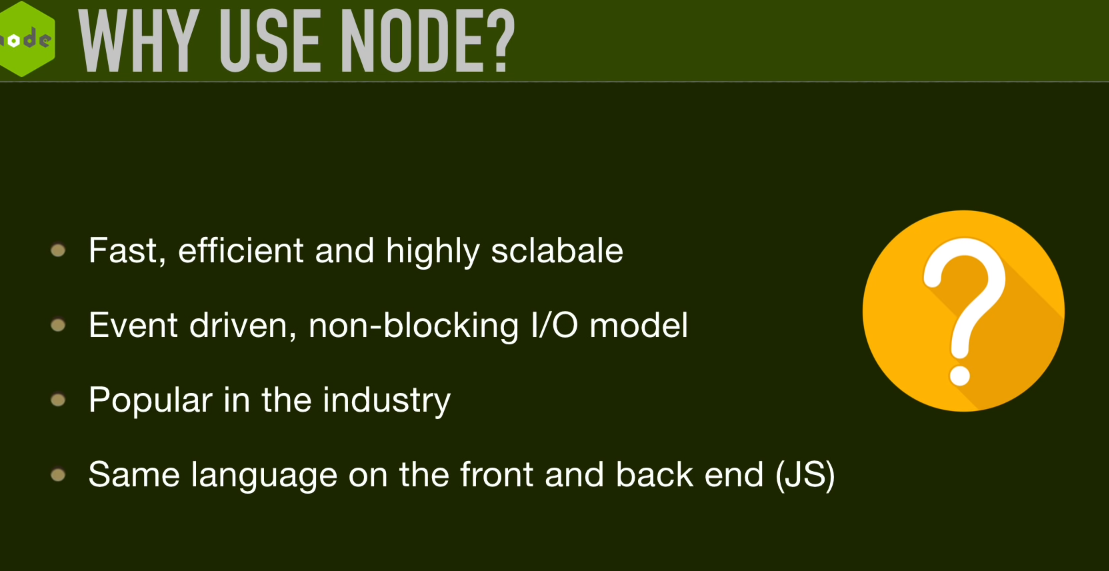 node
WHY USE NODE?
Fast, efficient and highly sclabale
Event driven, non-blocking I/O model
Popular in the industry
Same language on the front and back end (JS)